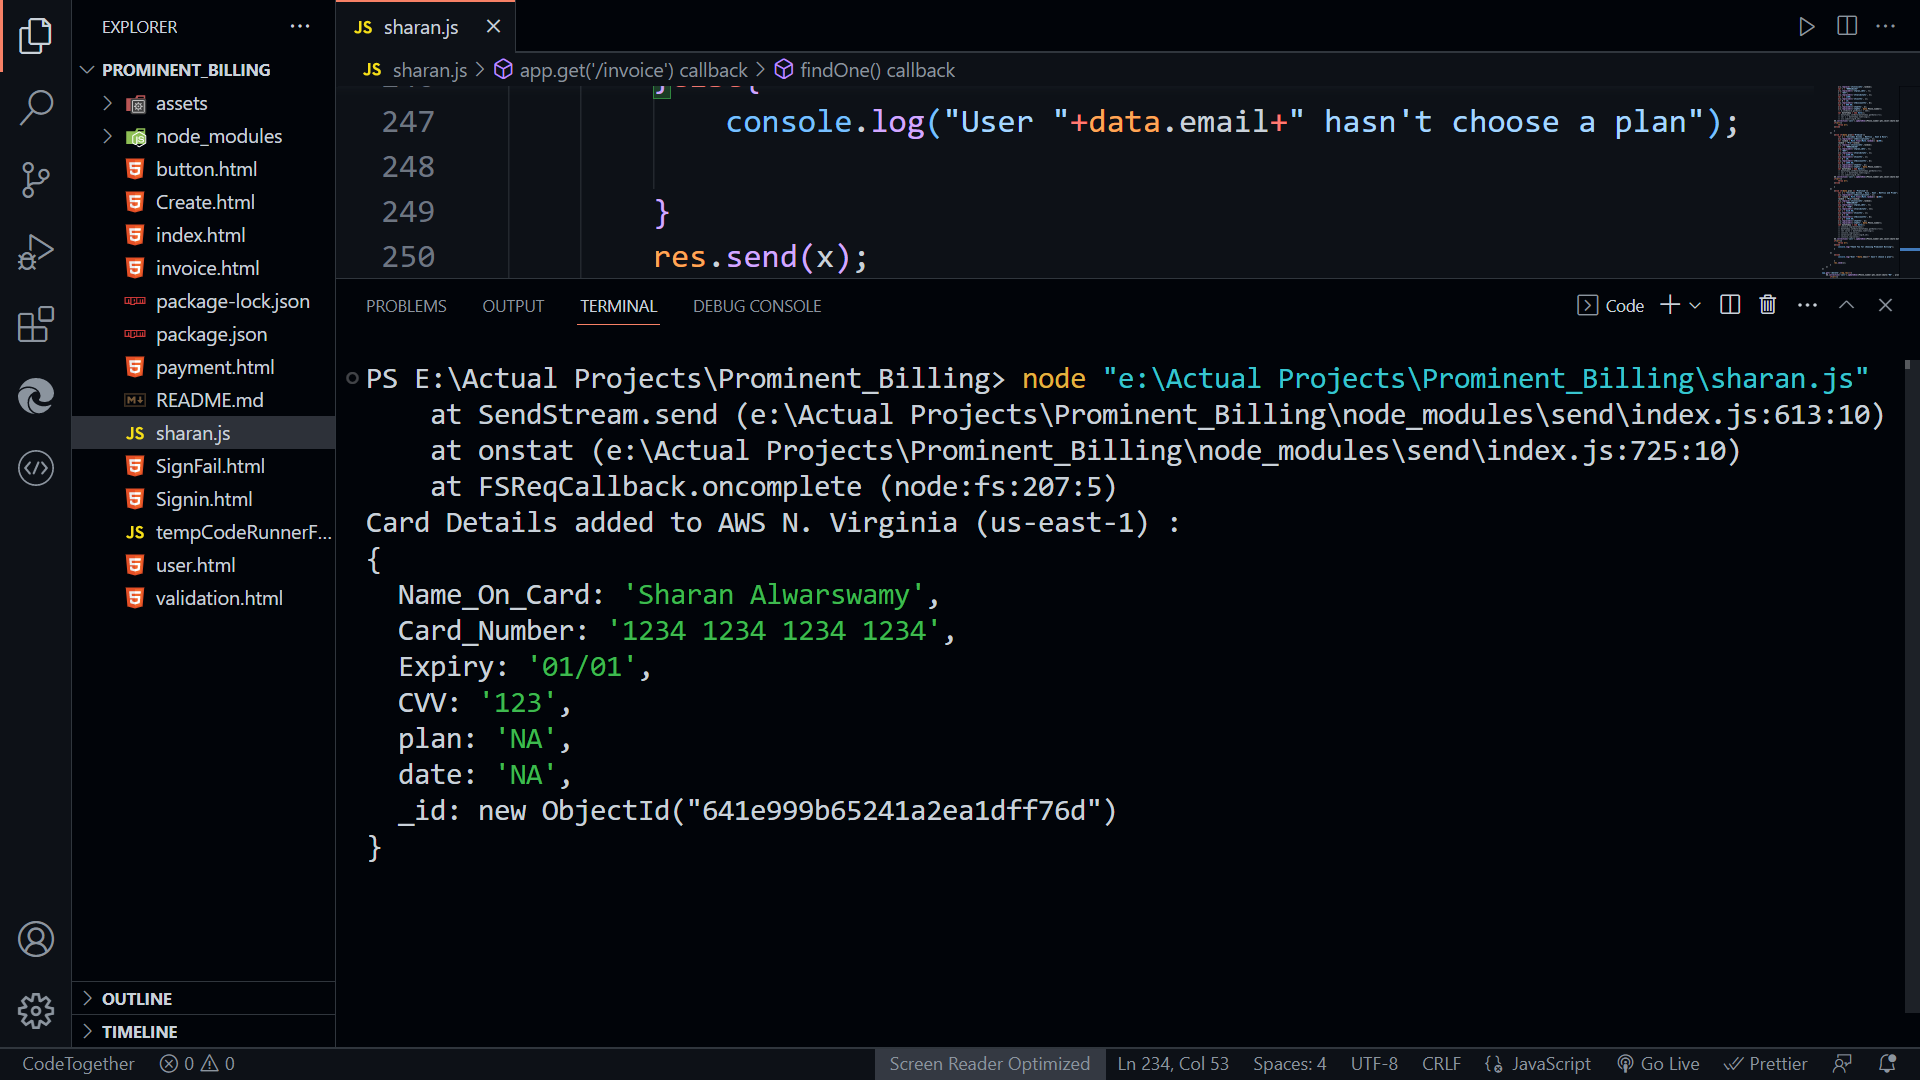 EXPLORER
PROMINENT_BILLING
assets
node_modules
button.html
Create.html
index.html
invoice.html
package-lock.json
package.json
payment.html
README.md
JS sharan.js
SignFail.html
Signin.html
JS tempCodeRunnerF...
user.html
validation.html
OUTLINE
TIMELINE
JS sharan.js
JS sharan.js > app.get('/invoice') callback > findOne() callback
247 console.log("User "+data.email+" hasn't choose a plan");
248
249 }
250 res.send(x);
PROBLEMS OUTPUT TERMINAL DEBUG CONSOLE
Code
PS E:\Actual Projects\Prominent_Billing> node "e:\Actual Projects\Prominent_Billing\sharan.js"
at SendStream.send (e:\Actual Projects\Prominent_Billing\node_modules\send\index.js:613:10)
at onstat (e:\Actual Projects\Prominent_Billing\node_modules\send\index.js:725:10)
at FSReqCallback.oncomplete (node:fs:207:5)
Card Details added to AWS N. Virginia (us-east-1) :
{
Name_On_Card: 'Sharan Alwarswamy',
Card_Number: '1234 1234 1234 1234',
Expiry: '01/01',
CVV: '123',
plan: 'NA',
date: 'NA',
_id: new ObjectId("641e999b65241a2ea1dff76d")
}
CodeTogether 0 0 Screen Reader Optimized Ln 234, Col 53 Spaces: 4 UTF-8 CRLF JavaScript Go Live Prettier